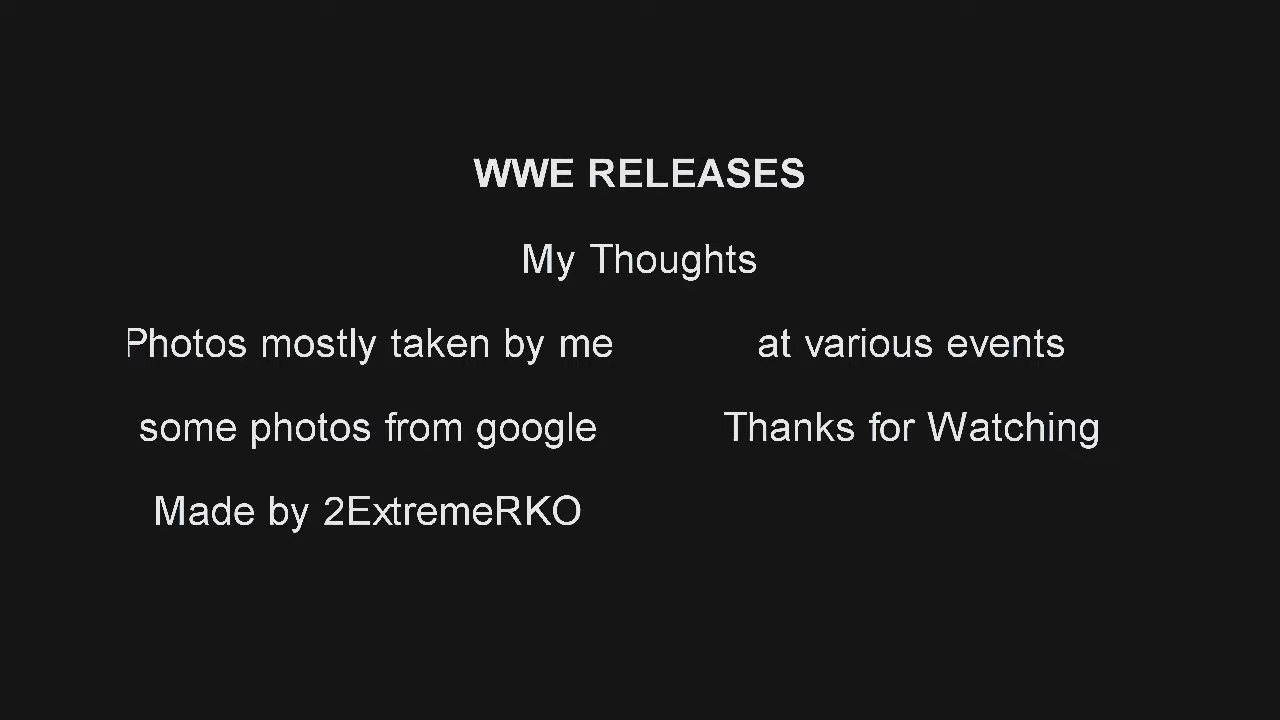 WWE RELEASES
My Thoughts
Photos mostly taken by me at various events
some photos from google Thanks for Watching
Made by 2ExtremeRKO